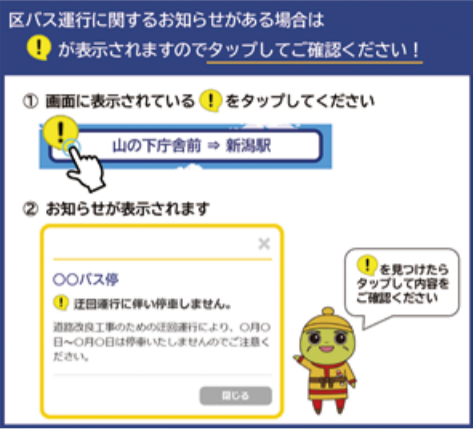 区バス運行に関するお知らせがある場合は
! が表示されますのでタップしてご確認ください!
① 画面に表示されている ! をタップしてください
!
山の下庁舎前 ⇒ 新潟駅
② お知らせが表示されます
×
〇〇バス停
! 迂回運行に伴い停車しません。
道路改良工事のための迂回運行により、〇月〇
日〜〇月〇日は停車いたしませんのでご注意く
ださい。
閉じる
! を見つけたら
タップして内容を
ご確認ください